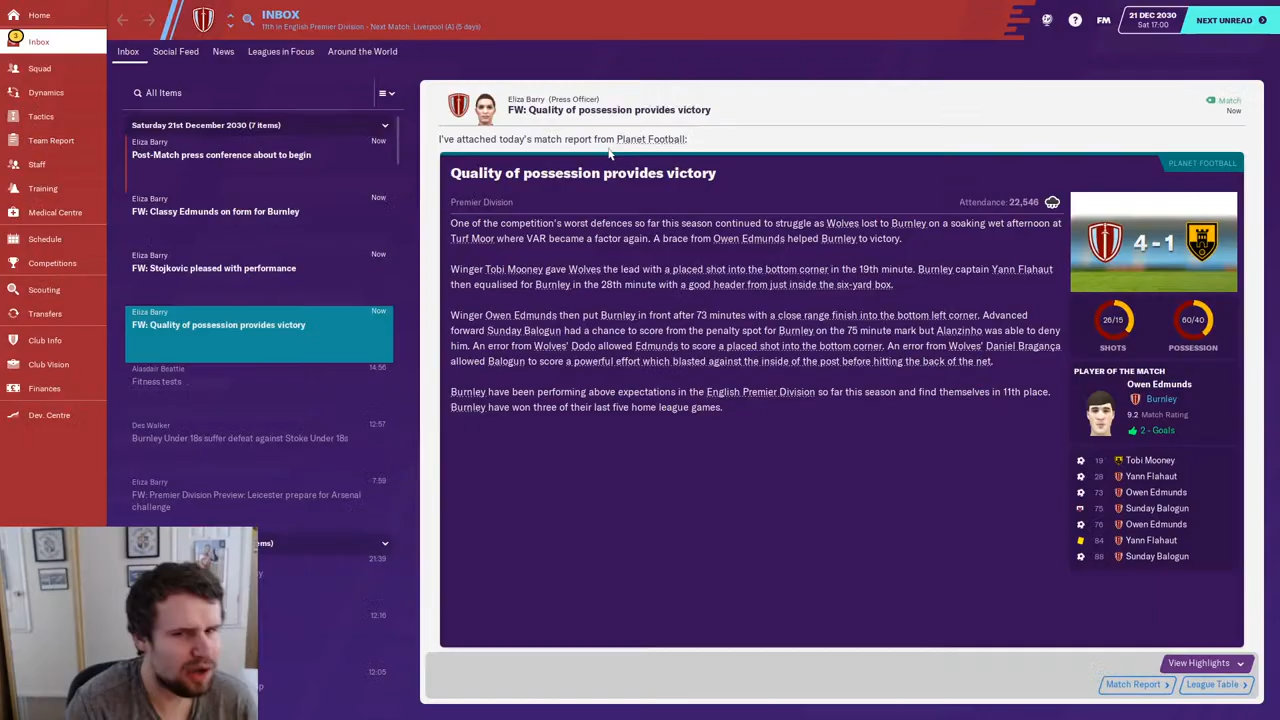 Home
INBOX
11th in English Premier Division - Next Match: Liverpool (A) (5 days)
FM
21 DEC 2030
Sat 17:00
NEXT UNREAD
3
Inbox
Squad
Dynamics
Tactics
Team Report
Staff
Training
Medical Centre
Schedule
Competitions
Scouting
Transfers
Club Info
Club Vision
Finances
Dev. Centre
Inbox
Social Feed
News
Leagues in Focus
Around the World
All Items
Saturday 21st December 2030 (7 items)
Eliza Barry
Now
Post-Match press conference about to begin
Eliza Barry
Now
FW: Classy Edmunds on form for Burnley
Eliza Barry
Now
FW: Stojkovic pleased with performance
Eliza Barry
Now
FW: Quality of possession provides victory
Alasdair Beattie
14:56
Fitness tests
Des Walker
12:57
Burnley Under 18s suffer defeat against Stoke Under 18s
Eliza Barry
7:59
FW: Premier Division Preview: Leicester prepare for Arsenal
challenge
ems)
21:39
12:16
12:05
Eliza Barry (Press Officer)
FW: Quality of possession provides victory
Match
Now
I've attached today's match report from Planet Football:
PLANET FOOTBALL
Quality of possession provides victory
Premier Division
Attendance: 22,546
One of the competition's worst defences so far this season continued to struggle as Wolves lost to Burnley on a soaking wet afternoon at
Turf Moor where VAR became a factor again. A brace from Owen Edmunds helped Burnley to victory.
Winger Tobi Mooney gave Wolves the lead with a placed shot into the bottom corner in the 19th minute. Burnley captain Yann Flahaut
then equalised for Burnley in the 28th minute with a good header from just inside the six-yard box.
Winger Owen Edmunds then put Burnley in front after 73 minutes with a close range finish into the bottom left corner. Advanced
forward Sunday Balogun had a chance to score from the penalty spot for Burnley on the 75 minute mark but Alanzinho was able to deny
him. An error from Wolves' Dodo allowed Edmunds to score a placed shot into the bottom corner. An error from Wolves' Daniel Bragança
allowed Balogun to score a powerful effort which blasted against the inside of the post before hitting the back of the net.
Burnley have been performing above expectations in the English Premier Division so far this season and find themselves in 11th place.
Burnley have won three of their last five home league games.
4-1
26/15
SHOTS
60/40
POSSESSION
PLAYER OF THE MATCH
Owen Edmunds
Burnley
9.2 Match Rating
2 - Goals
19 Tobi Mooney
28 Yann Flahaut
73 Owen Edmunds
75 Sunday Balogun
76 Owen Edmunds
84 Yann Flahaut
88 Sunday Balogun
View Highlights
Match Report
League Table